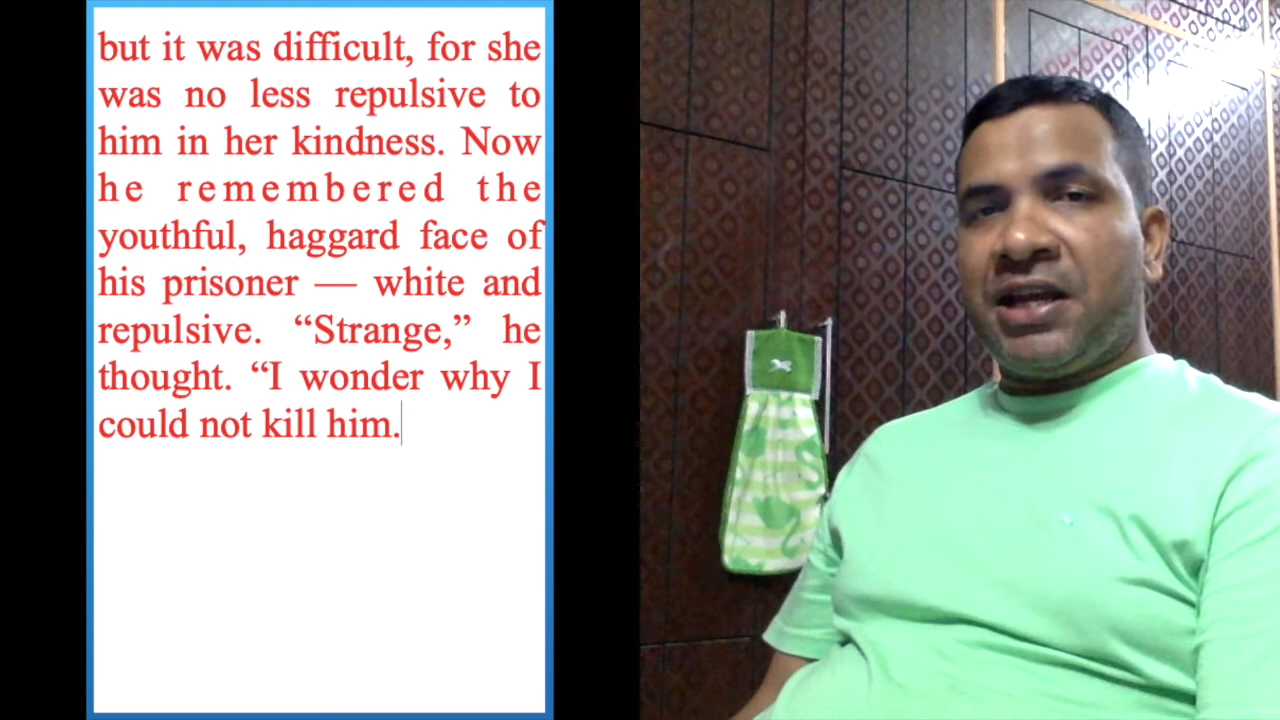 but it was difficult, for she
was no less repulsive to
him in her kindness. Now
he remembered the
youthful, haggard face of
his prisoner — white and
repulsive. “Strange,” he
thought. “I wonder why I
could not kill him.